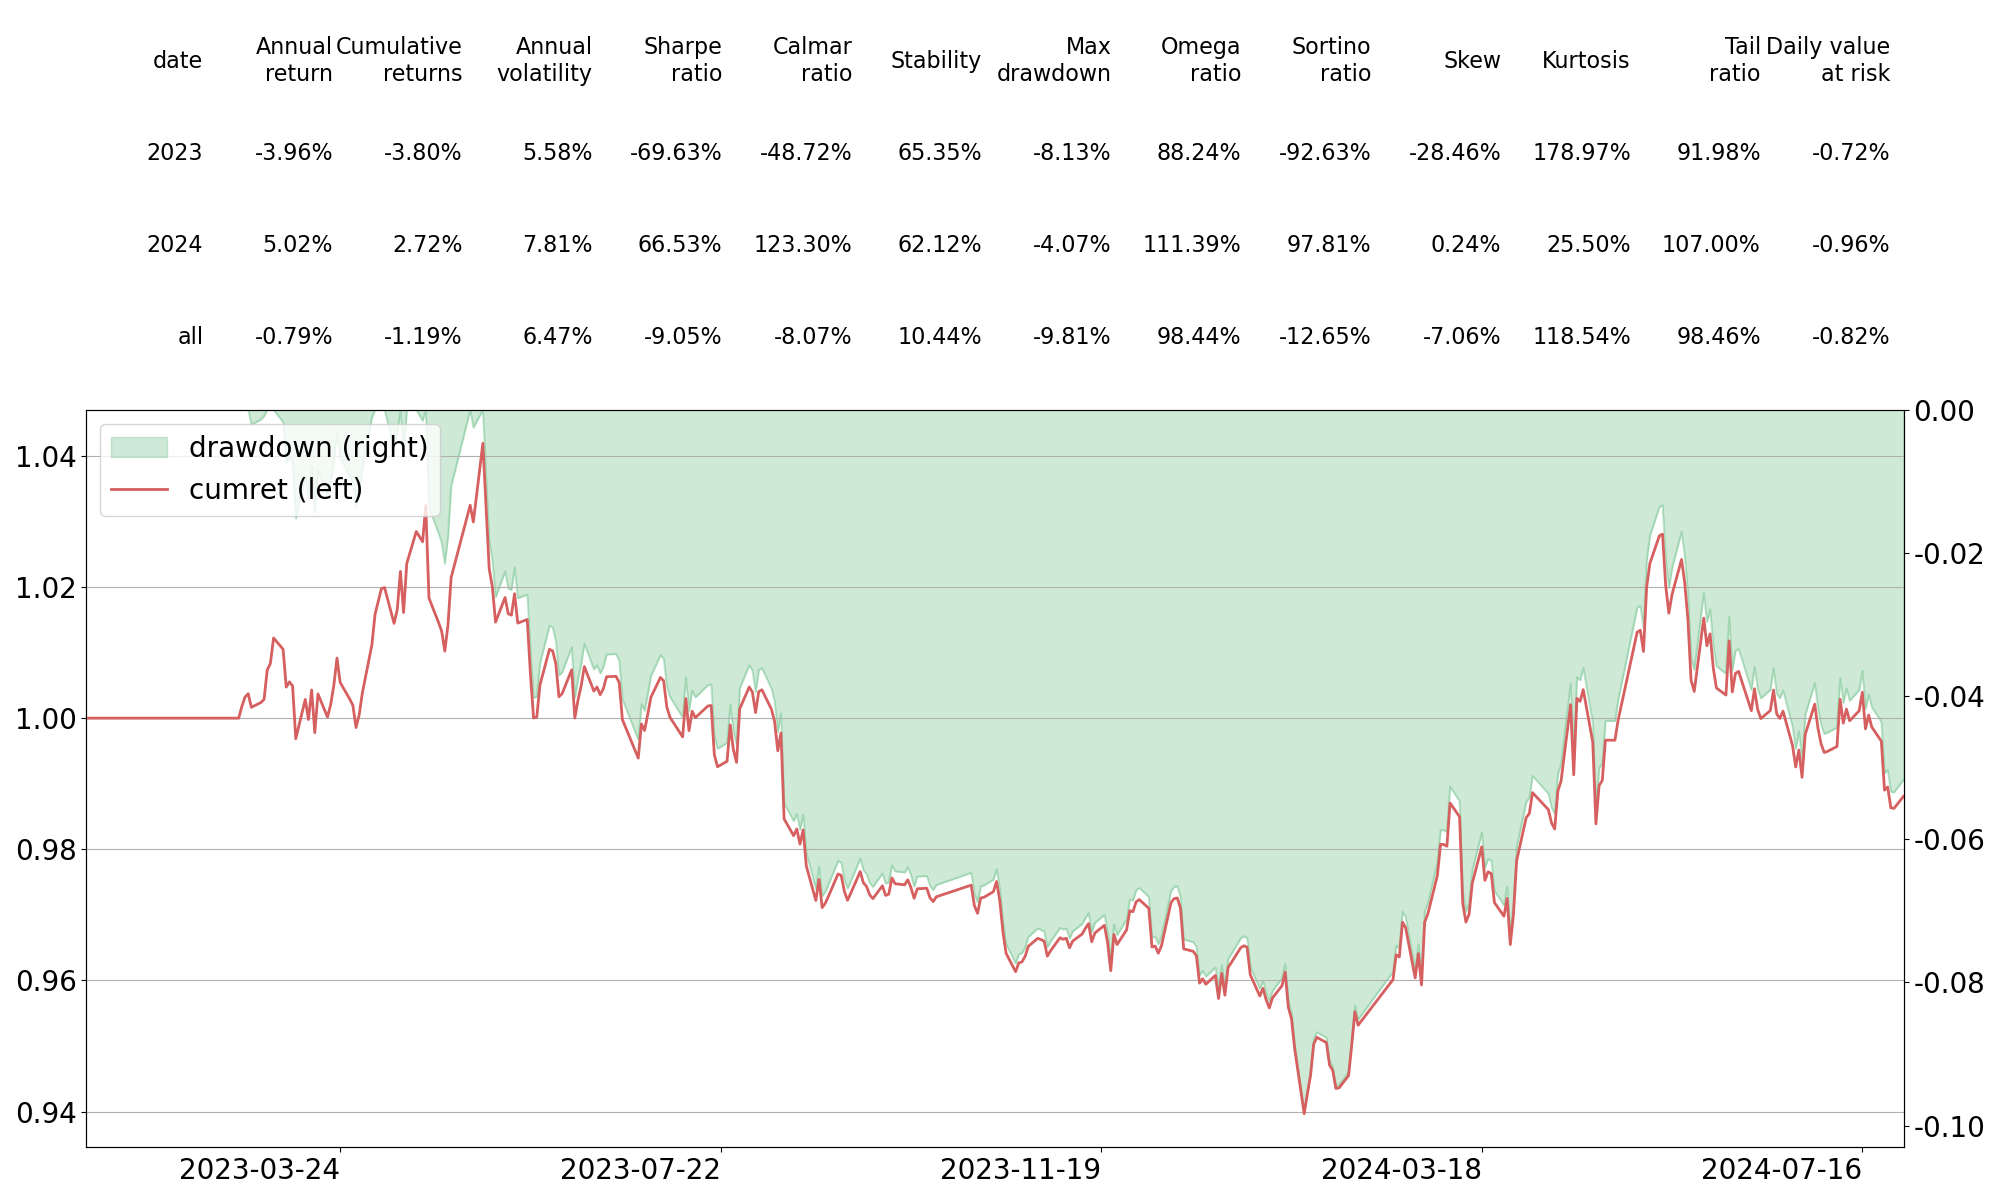 date Annual return Cumulative returns Annual volatility Sharpe ratio Calmar ratio Stability Max drawdown Omega ratio Sortino ratio Skew Kurtosis Tail ratio Daily value at risk
2023 -3.96% -3.80% 5.58% -69.63% -48.72% 65.35% -8.13% 88.24% -92.63% -28.46% 178.97% 91.98% -0.72%
2024 5.02% 2.72% 7.81% 66.53% 123.30% 62.12% -4.07% 111.39% 97.81% 0.24% 25.50% 107.00% -0.96%
all -0.79% -1.19% 6.47% -9.05% -8.07% 10.44% -9.81% 98.44% -12.65% -7.06% 118.54% 98.46% -0.82%
drawdown (right)
cumret (left)
1.04
1.02
1.00
0.98
0.96
0.94
0.00
-0.02
-0.04
-0.06
-0.08
-0.10
2023-03-24 2023-07-22 2023-11-19 2024-03-18 2024-07-16